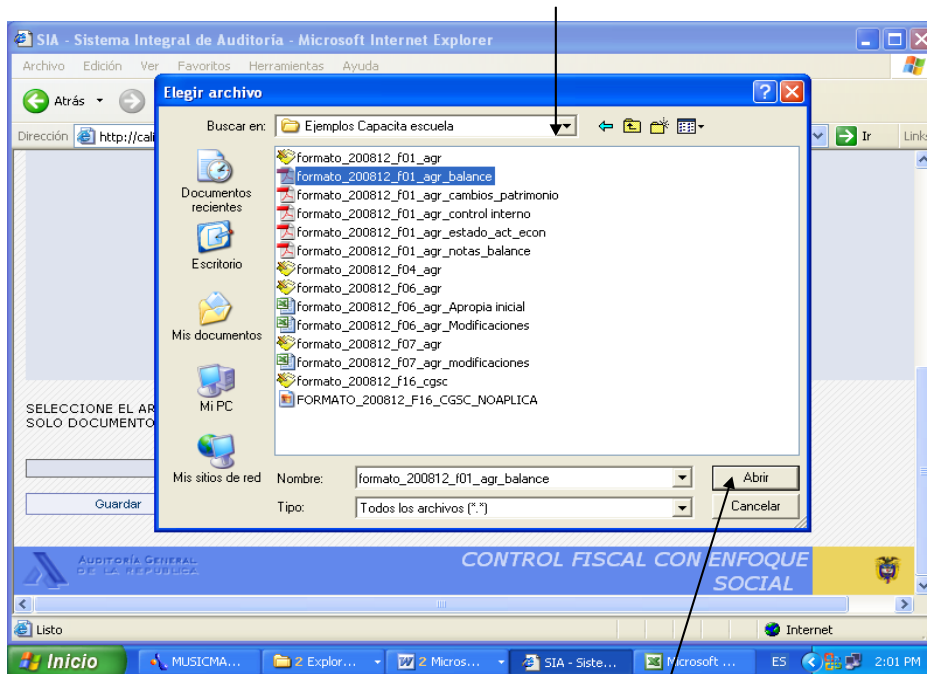 SIA - Sistema Integral de Auditoría - Microsoft Internet Explorer
Archivo Edición Ver Favoritos Herramientas Ayuda
Atrás
Elegir archivo
Dirección http://cali
Ir Links
Buscar en: Ejemplos Capacita escuela
Documentos recientes
Escritorio
Mis documentos
Mi PC
Mis sitios de red
formato_200812_f01_agr
formato_200812_f01_agr_balance
formato_200812_f01_agr_cambios_patrimonio
formato_200812_f01_agr_control interno
formato_200812_f01_agr_estado_act_econ
formato_200812_f01_agr_notas_balance
formato_200812_f04_agr
formato_200812_f06_agr
formato_200812_f06_agr_Apropia inicial
formato_200812_f06_agr_Modificaciones
formato_200812_f07_agr
formato_200812_f07_agr_modificaciones
formato_200812_f16_cgsc
FORMATO_200812_F16_CGSC_NOAPLICA
Nombre: formato_200812_f01_agr_balance
Abrir
Tipo: Todos los archivos (*.*)
Cancelar
SELECCIONE EL AR
SOLO DOCUMENTO
Guardar
AUDITORÍA GENERAL
DE LA REPÚBLICA
CONTROL FISCAL CON ENFOQUE
SOCIAL
Listo
Internet
Inicio MUSICMA... 2 Explor... 2 Micros... SIA - Siste... Microsoft ... ES 2:01 PM